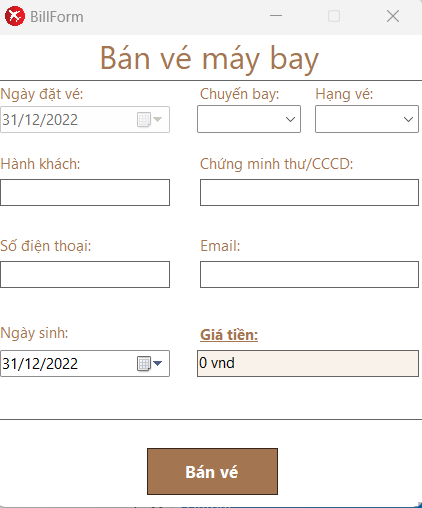 BillForm
Bán vé máy bay
Ngày đặt vé: Chuyến bay: Hạng vé:
31/12/2022
Hành khách: Chứng minh thư/CCCD:
Số điện thoại: Email:
Ngày sinh: Giá tiền:
31/12/2022 0 vnd
Bán vé